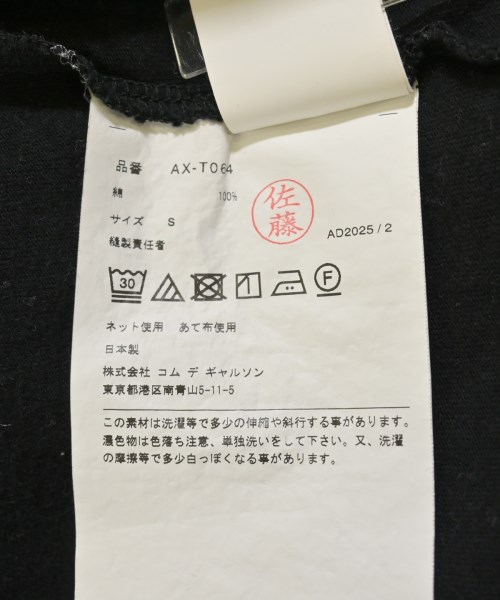 品番 AX-T064
綿 100%
サイズ S
縫製責任者
佐藤
AD2025/2
30
F
ネット使用 あて布使用
日本製
株式会社 コム デ ギャルソン
東京都港区南青山5-11-5
この素材は洗濯等で多少の伸縮や斜行する事があります。
濃色物は色落ち注意、単独洗いをして下さい。又、洗濯
の摩擦等で多少白っぽくなる事があります。